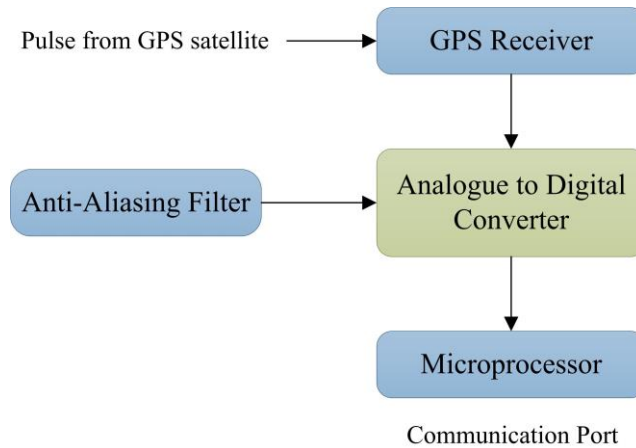 Pulse from GPS satellite
GPS Receiver
Anti-Aliasing Filter
Analogue to Digital
Converter
Microprocessor
Communication Port